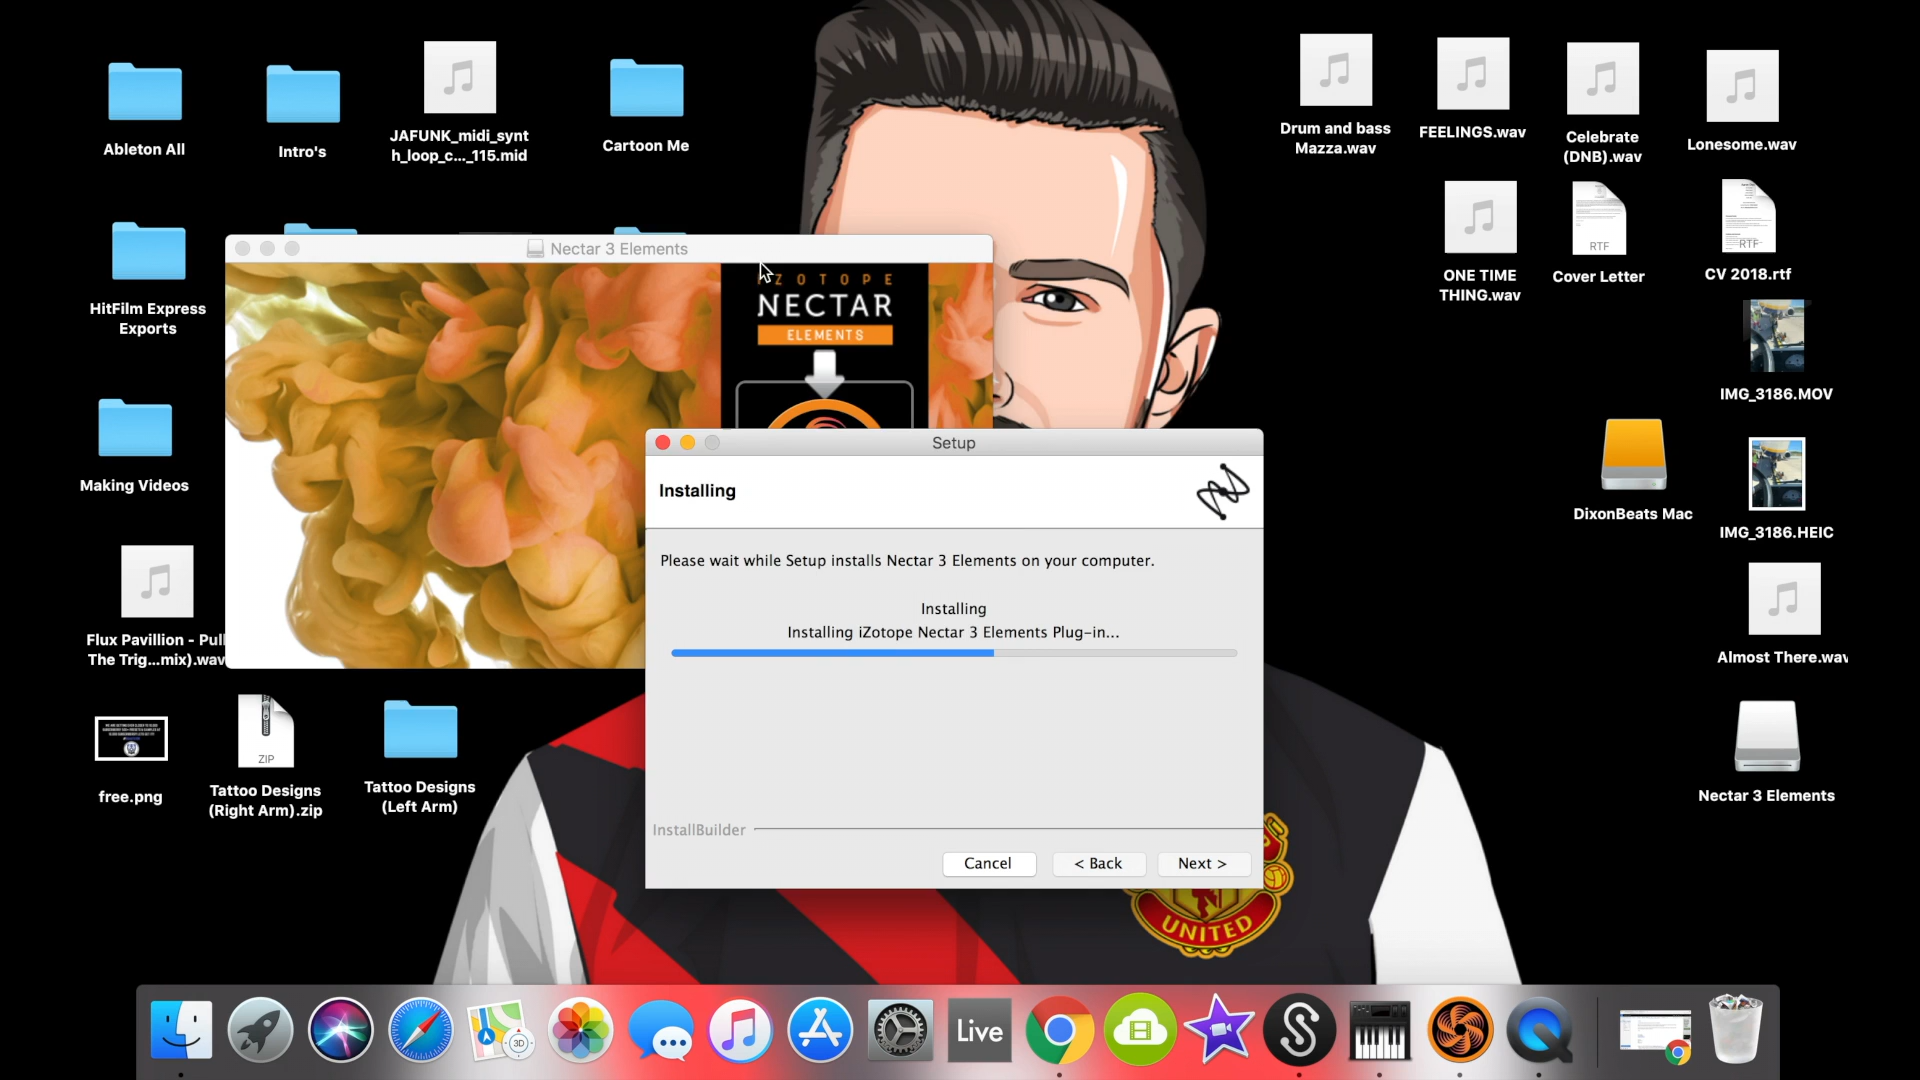 Ableton All
Intro's
JAFUNK_midi_synt
h_loop_c..._115.mid
Cartoon Me
Drum and bass
Mazza.wav
FEELINGS.wav
Celebrate
(DNB).wav
Lonesome.wav
HitFilm Express
Exports
Nectar 3 Elements
IZOTOPE
NECTAR
ELEMENTS
ONE TIME
THING.wav
RTF
Cover Letter
RTF
CV 2018.rtf
IMG_3186.MOV
Making Videos
DixonBeats Mac
IMG_3186.HEIC
Setup
Installing
Please wait while Setup installs Nectar 3 Elements on your computer.
Installing
Installing iZotope Nectar 3 Elements Plug-in...
InstallBuilder
Cancel
< Back
Next >
Flux Pavillion - Pull
The Trig...mix).wav
Almost There.wav
free.png
ZIP
Tattoo Designs
(Right Arm).zip
Tattoo Designs
(Left Arm)
Nectar 3 Elements
UNITED
3D
Live